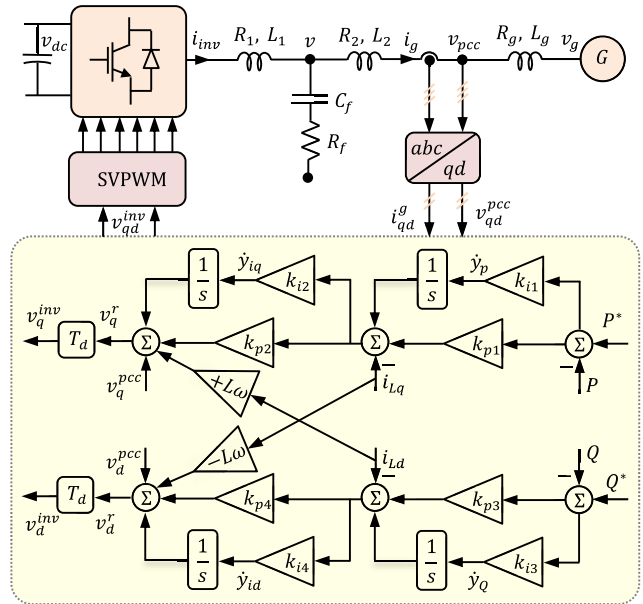 v_dc
i_inv
R_1, L_1
v
R_2, L_2
i_g
v_pcc
R_g, L_g
v_g
G
C_f
R_f
abc
qd
SVPWM
v_qd^inv
i_qd^g
v_qd^pcc
1/s
ẏ_iq
k_i2
1/s
ẏ_p
k_i1
v_q^inv
T_d
v_q^r
Σ
k_p2
Σ
k_p1
Σ
P*
v_q^pcc
+Lω
i_Lq
P
−Lω
v_d^pcc
i_Ld
Q
T_d
Σ
k_p4
Σ
k_p3
Σ
Q*
v_d^inv
v_d^r
1/s
ẏ_id
k_i4
1/s
ẏ_Q
k_i3